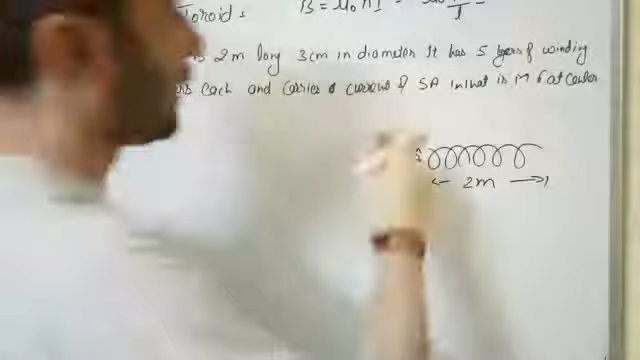 Toroid: B = μ₀ n I =
2m long 3cm in diameter It has 5 layers of winding
each and carries a current of 5A What is M F at center
2m